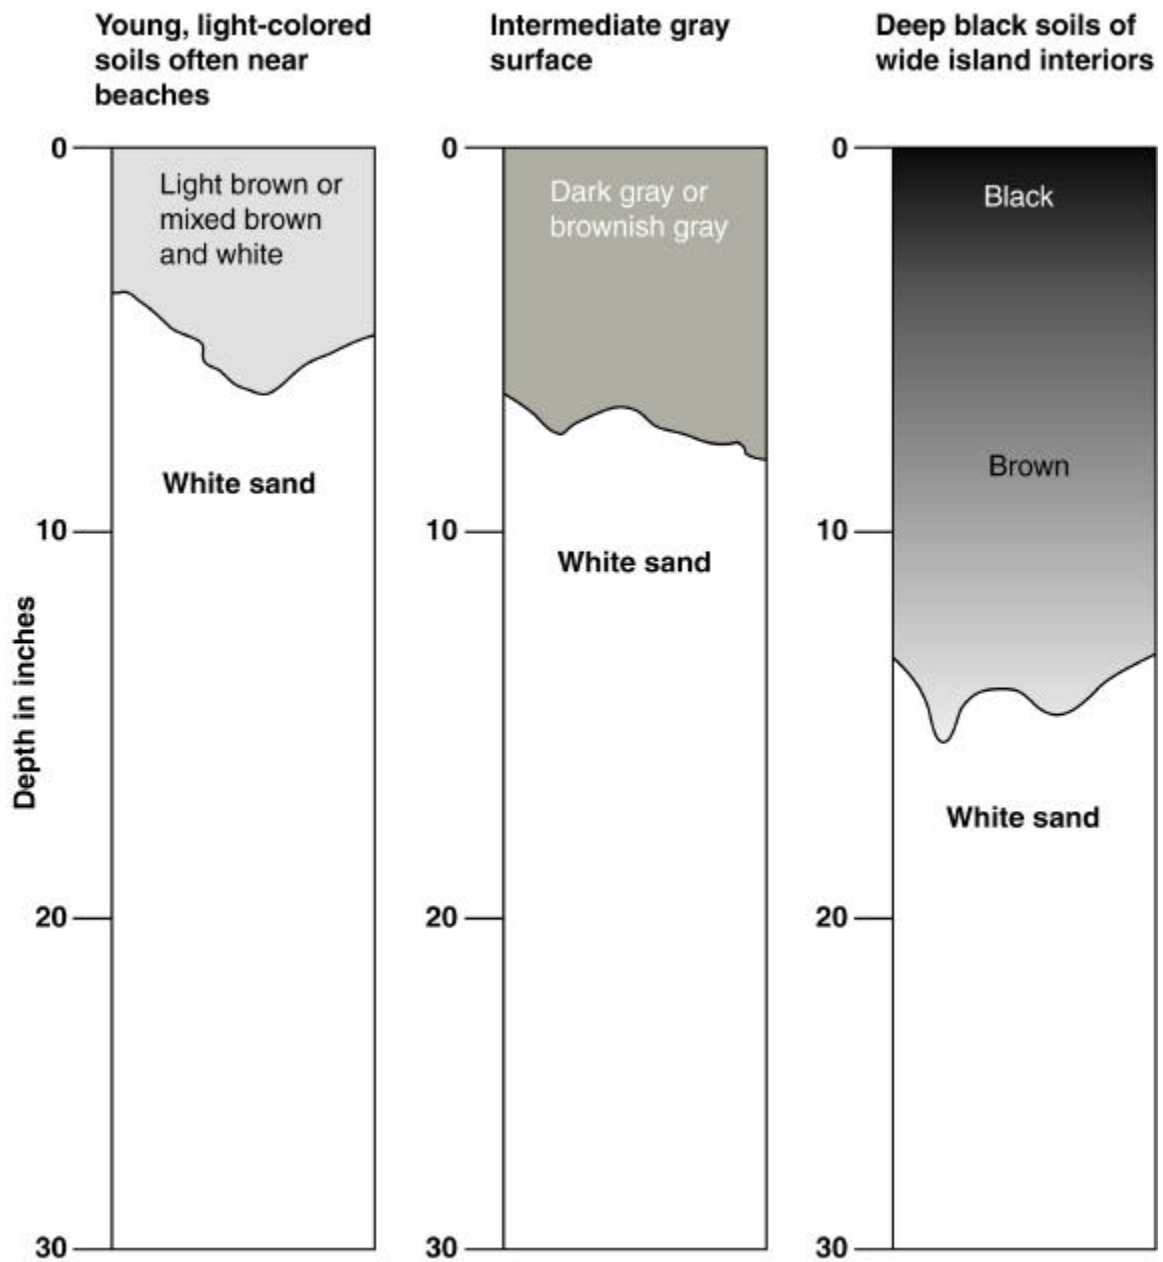 Young, light-colored
soils often near
beaches
0
Light brown or
mixed brown
and white
White sand
10
20
30
Depth in inches
Intermediate gray
surface
0
Dark gray or
brownish gray
10
White sand
20
30
Deep black soils of
wide island interiors
0
Black
Brown
10
White sand
20
30